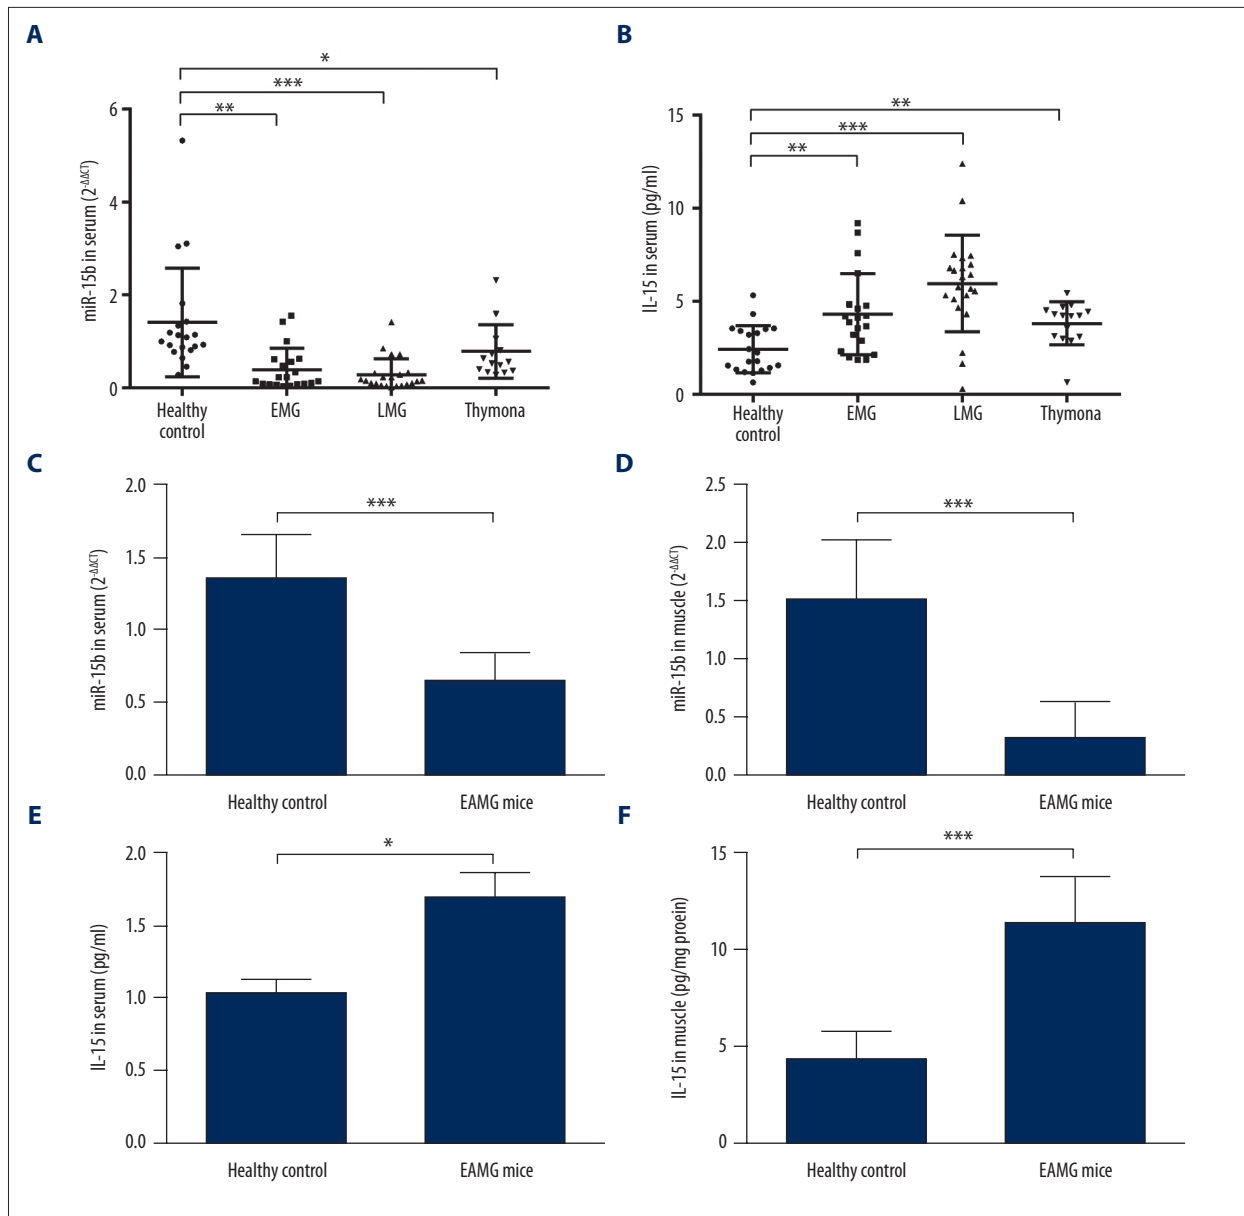 A
*
***
**
6
4
2
0
miR-15b in serum (2-ΔΔCT)
Healthy control
EMG
LMG
Thymona
B
**
***
**
15
10
5
0
IL-15 in serum (pg/ml)
Healthy control
EMG
LMG
Thymona
C
***
2.0
1.5
1.0
0.5
0.0
miR-15b in serum (2-ΔΔCT)
Healthy control
EAMG mice
D
***
2.5
2.0
1.5
1.0
0.5
0.0
miR-15b in muscle (2-ΔΔCT)
Healthy control
EAMG mice
E
*
2.0
1.5
1.0
0.5
0.0
IL-15 in serum (pg/ml)
Healthy control
EAMG mice
F
***
15
10
5
0
IL-15 in muscle (pg/mg proein)
Healthy control
EAMG mice